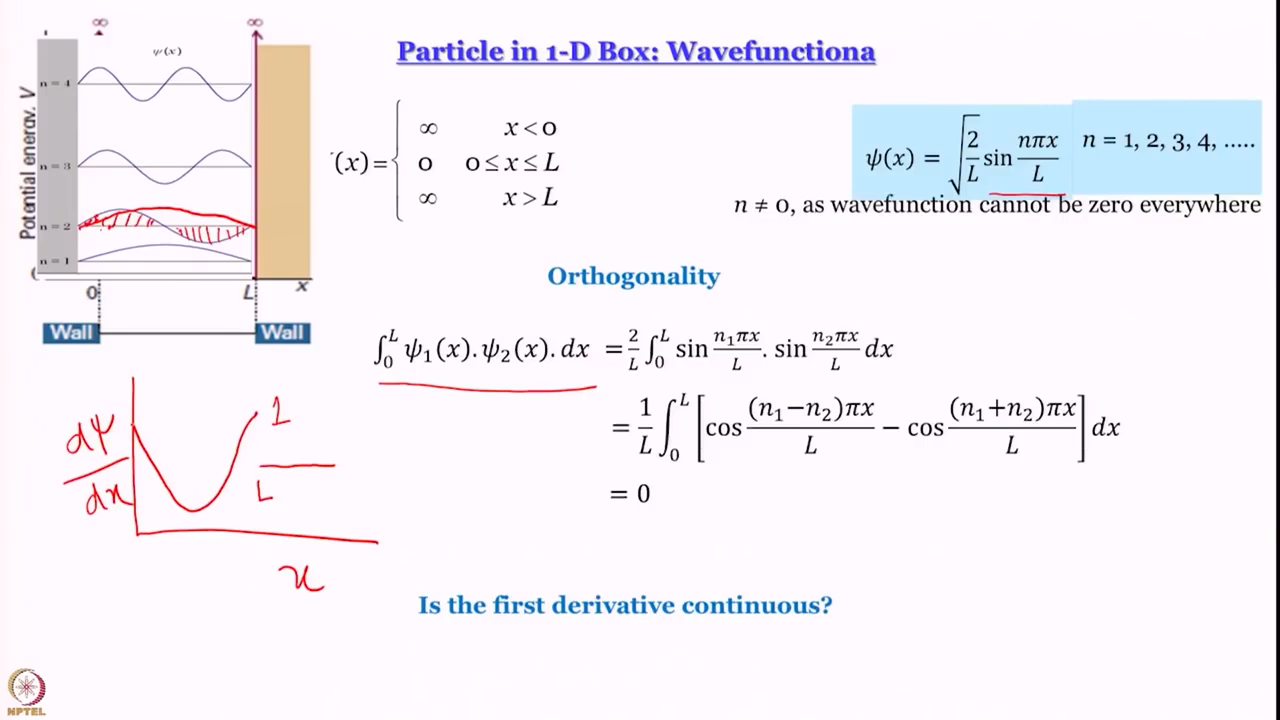 Particle in 1-D Box: Wavefunctiona
∞ ∞
ψ(x)
n = 4
n = 3
n = 2
n = 1
Potential energy, V
0 L x
Wall Wall
(x) = { ∞ x < 0
0 0 ≤ x ≤ L
∞ x > L
ψ(x) = √(2/L) sin nπx/L n = 1, 2, 3, 4, .....
n ≠ 0, as wavefunction cannot be zero everywhere
Orthogonality
∫₀ᴸ ψ₁(x).ψ₂(x).dx = 2/L ∫₀ᴸ sin n₁πx/L . sin n₂πx/L dx
= 1/L ∫₀ᴸ [cos (n₁−n₂)πx/L − cos (n₁+n₂)πx/L] dx
= 0
dψ/dx
1
L
x
Is the first derivative continuous?
NPTEL